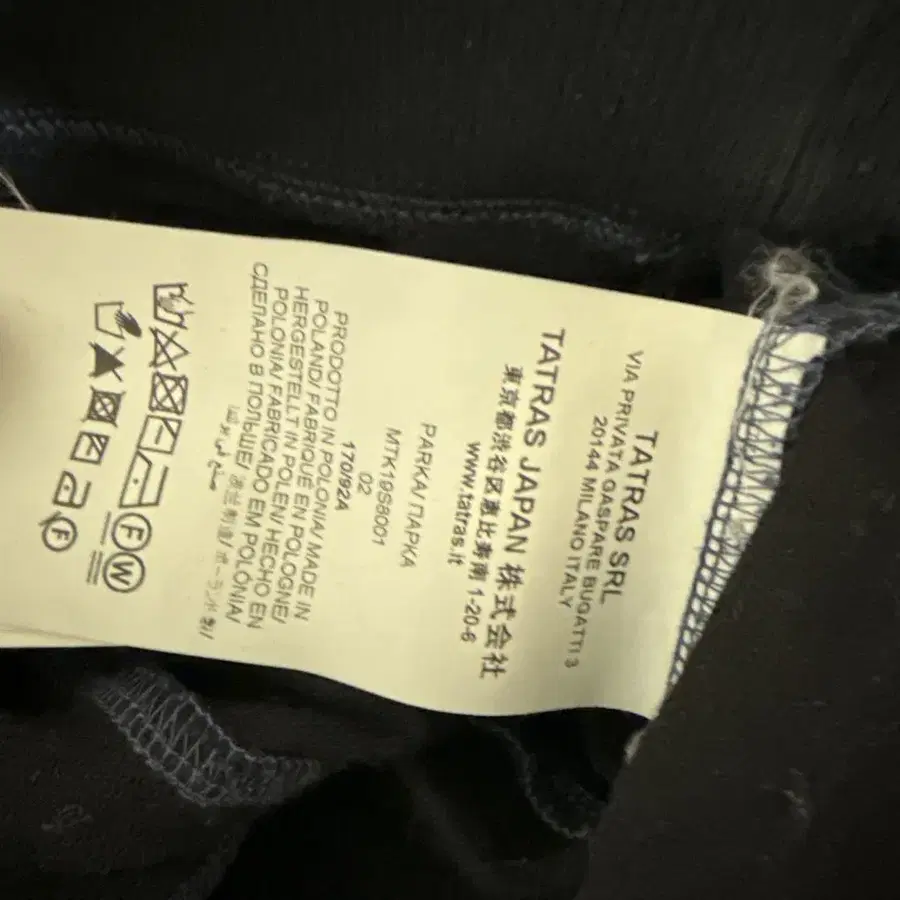 TATRAS SRL
VIA PRIVATA GASPARE BUGATTI 3
20144 MILANO ITALY
TATRAS JAPAN 株式会社
東京都渋谷区恵比寿南 1-20-6
www.tatras.it
PARKA/ ПАРКА
MTK19S8001
02
170/92A
PRODOTTO IN POLONIA/ MADE IN
POLAND/ FABRIQUÉ EN POLOGNE/
HERGESTELLT IN POLEN/ HECHO EN
POLONIA/ FABRICADO EM POLÓNIA/
СДЕЛАНО В ПОЛЬШЕ/
F W
F